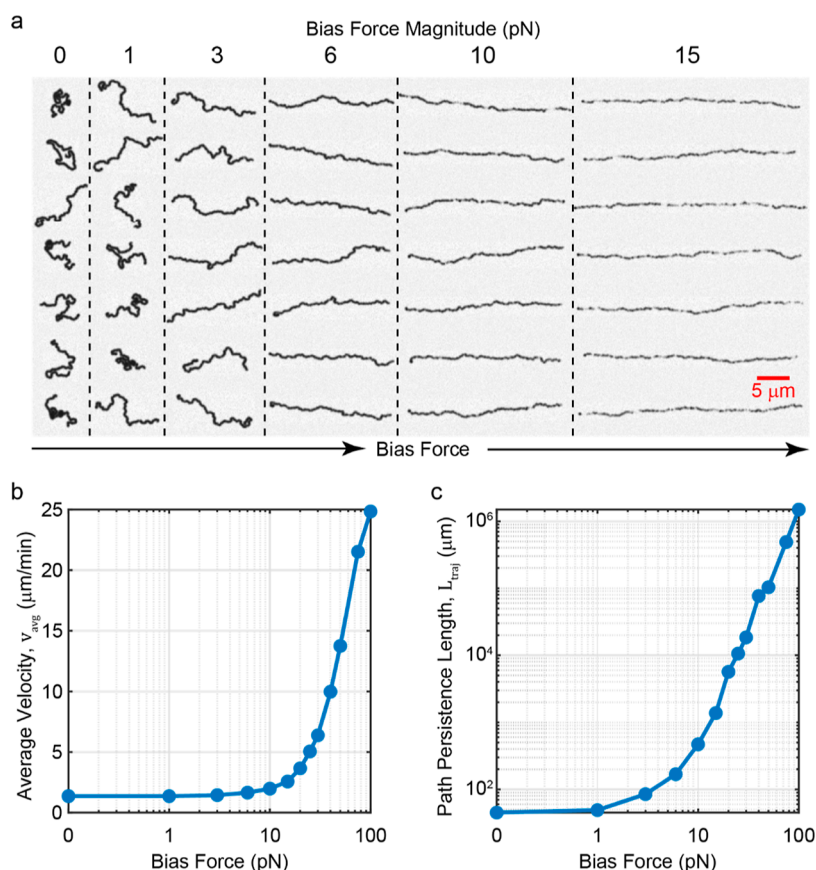 a
Bias Force Magnitude (pN)
0 1 3 6 10 15
5 μm
Bias Force
b
25
20
15
10
5
0
Average Velocity, v_avg (μm/min)
0 1 10 100
Bias Force (pN)
c
10^6
10^4
10^2
Path Persistence Length, L_traj (μm)
0 1 10 100
Bias Force (pN)